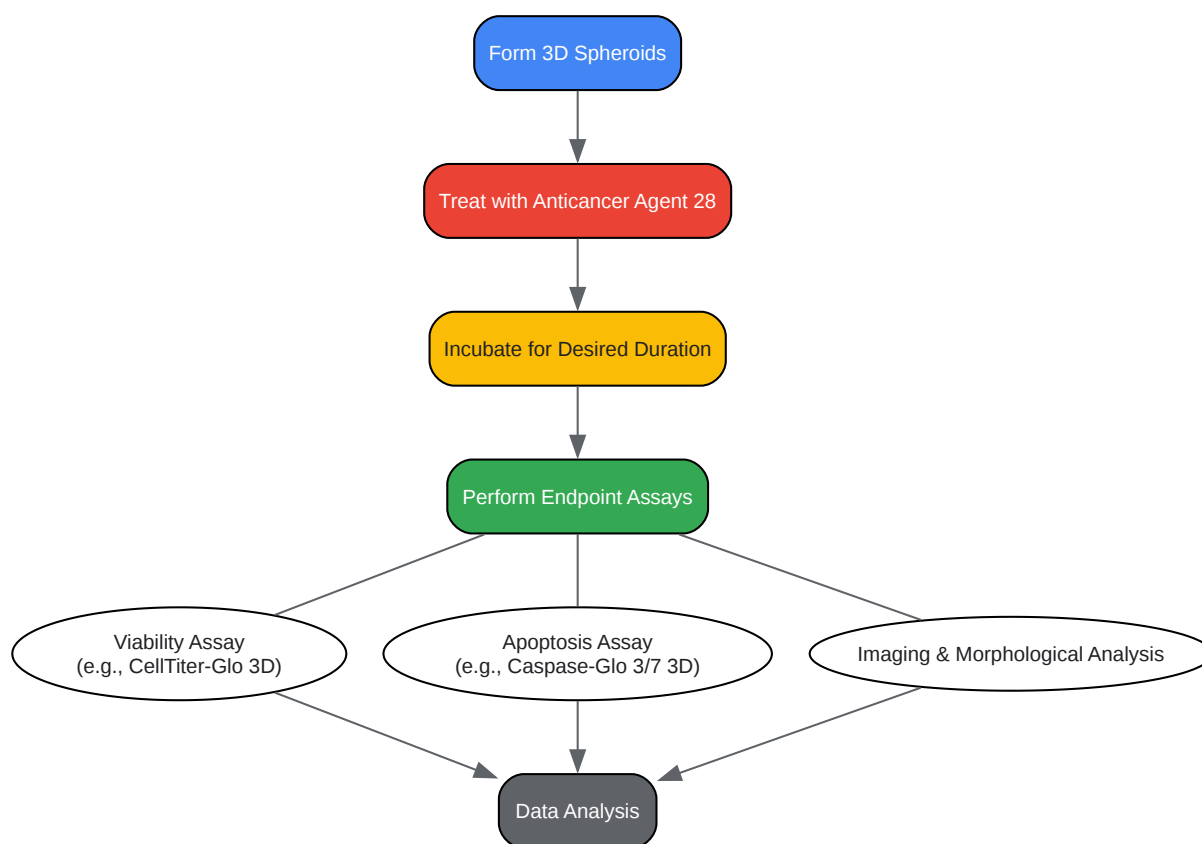 Form 3D Spheroids
Treat with Anticancer Agent 28
Incubate for Desired Duration
Perform Endpoint Assays
Viability Assay
(e.g., CellTiter-Glo 3D)
Apoptosis Assay
(e.g., Caspase-Glo 3/7 3D)
Imaging & Morphological Analysis
Data Analysis